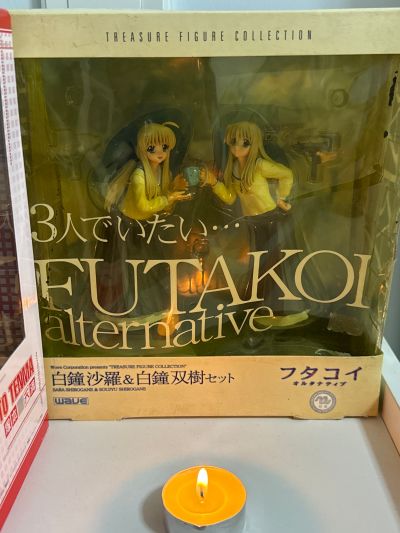 TREASURE FIGURE COLLECTION
3人でいたい…
FUTAKOI
alternative
Wave Corporation presents "TREASURE FIGURE COLLECTION"
白鐘 沙羅 & 白鐘 双樹 セット
SARA SHIROGANE & SOUJYU SHIROGANE
WAVE
フタコイ
オルタナティブ